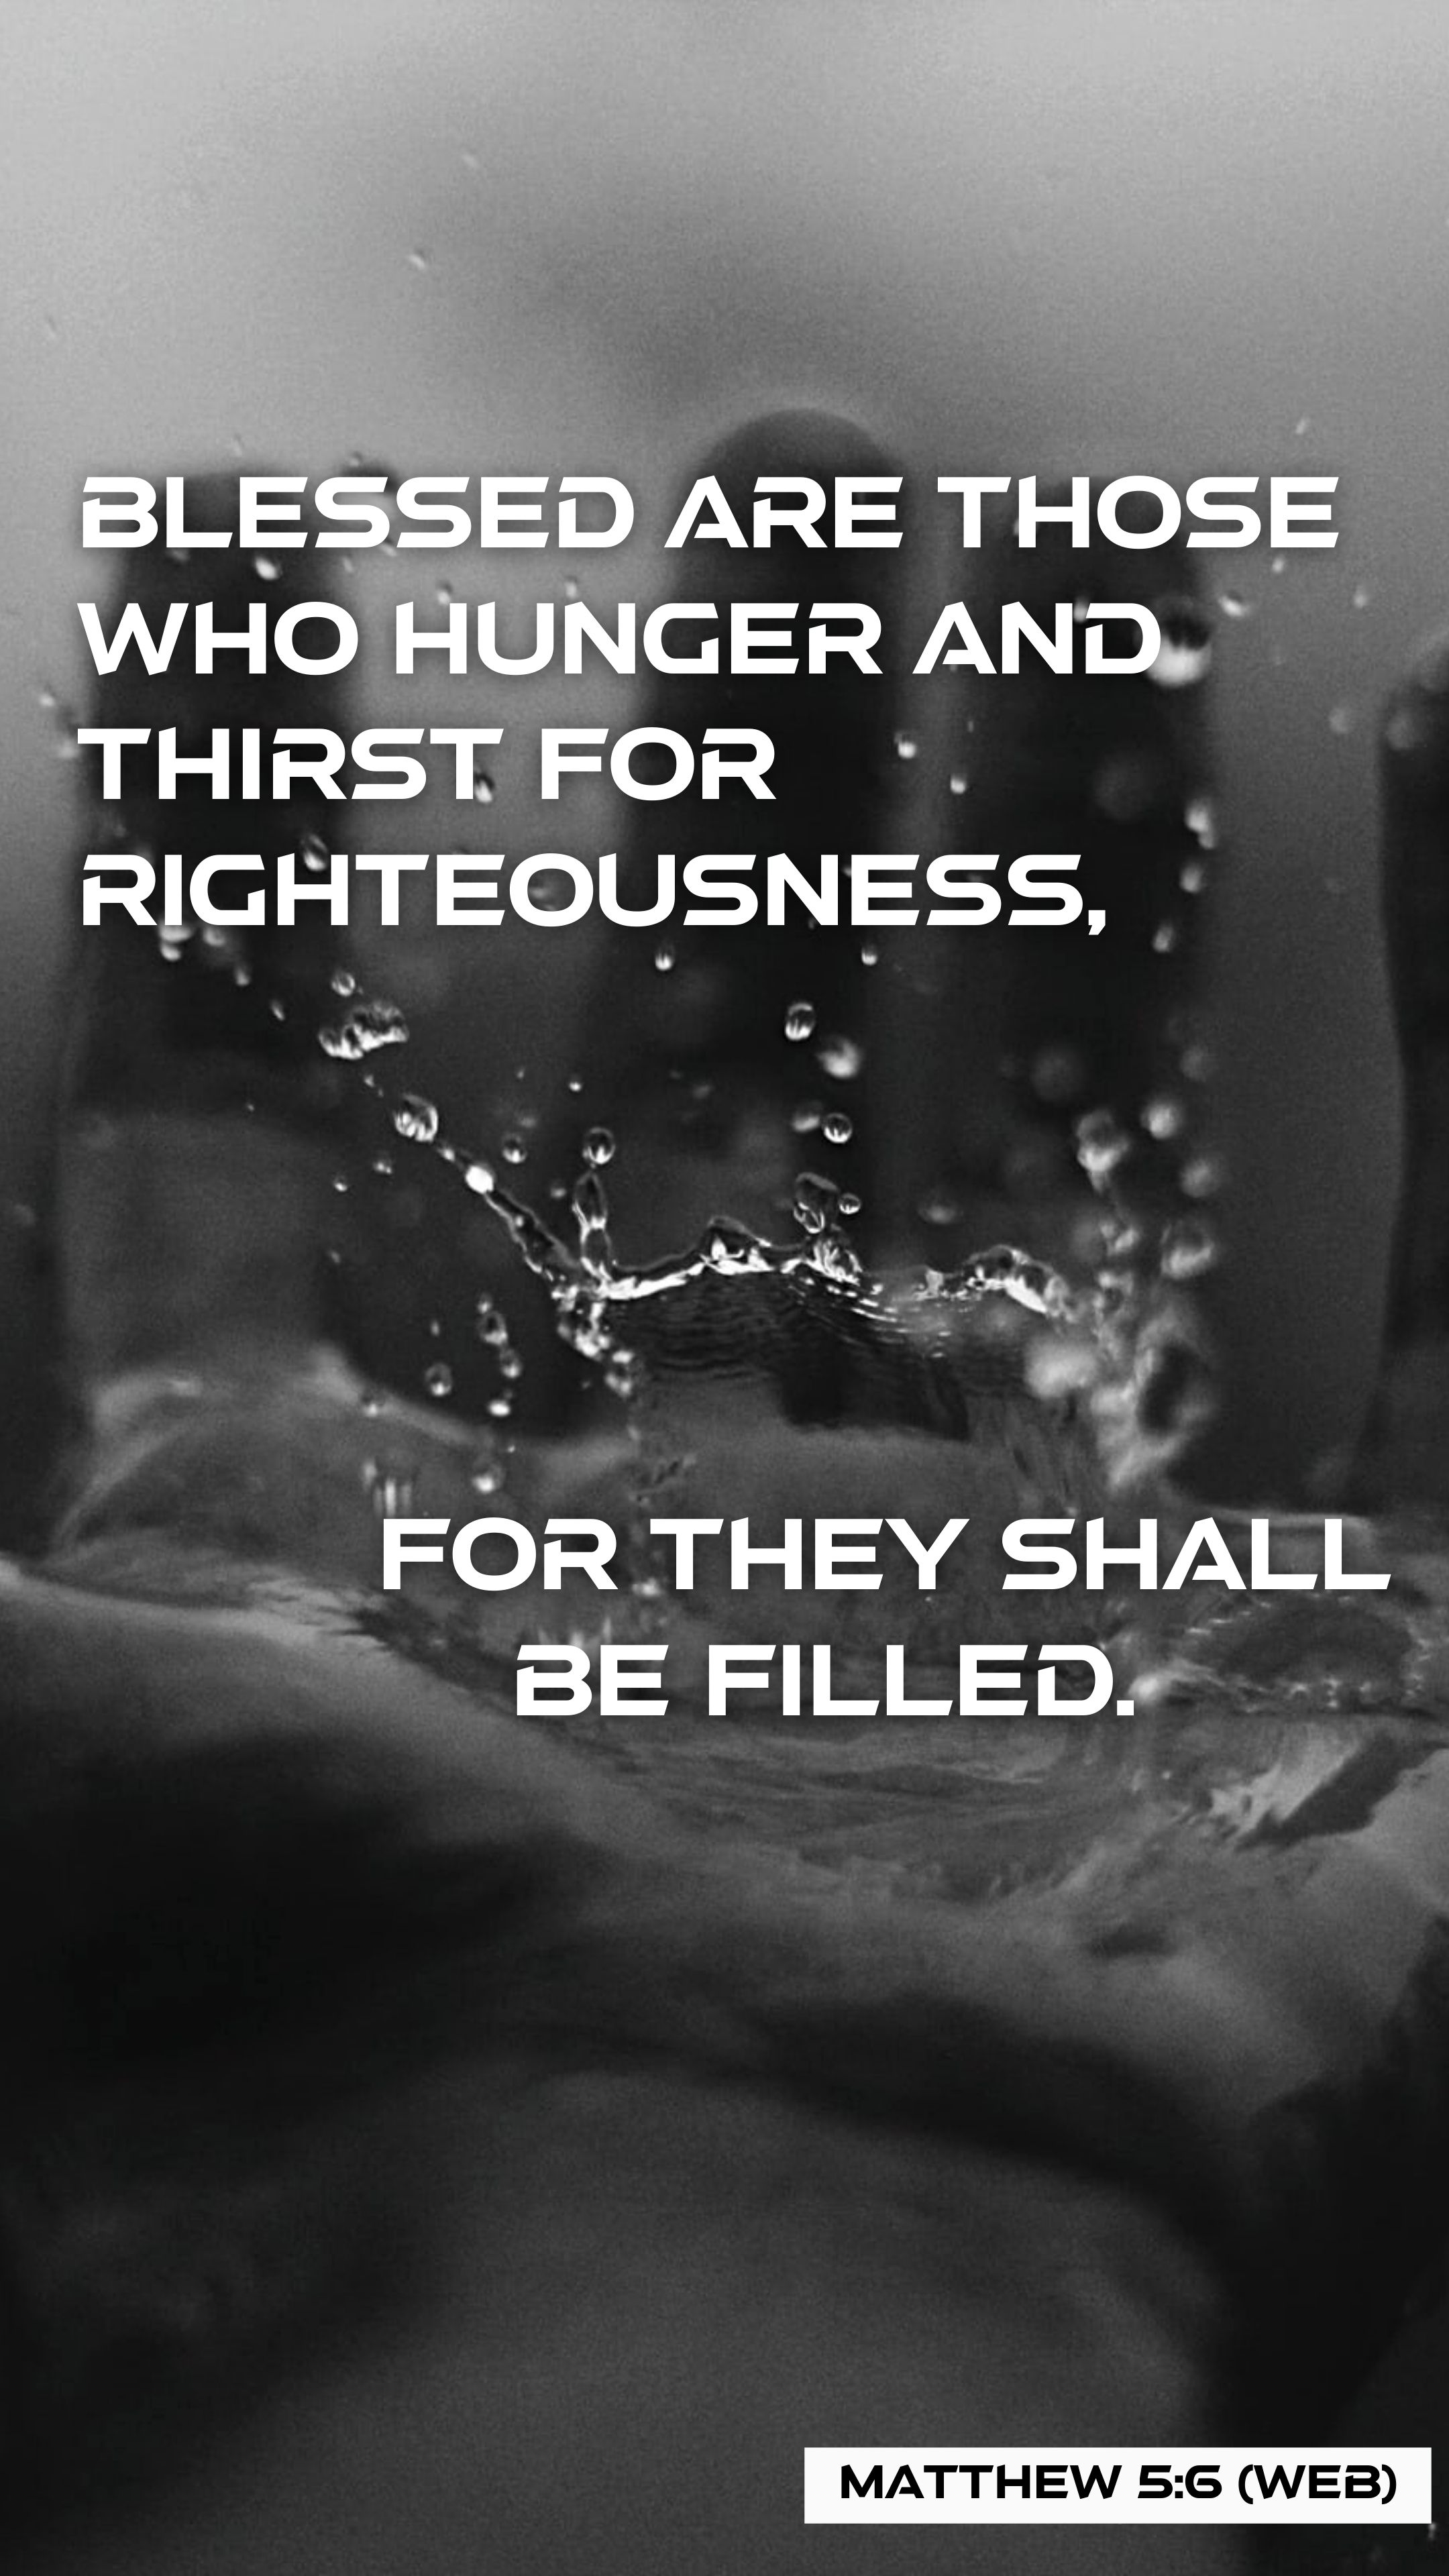 BLESSED ARE THOSE
WHO HUNGER AND
THIRST FOR
RIGHTEOUSNESS,
FOR THEY SHALL
BE FILLED.
MATTHEW 5:6 (WEB)